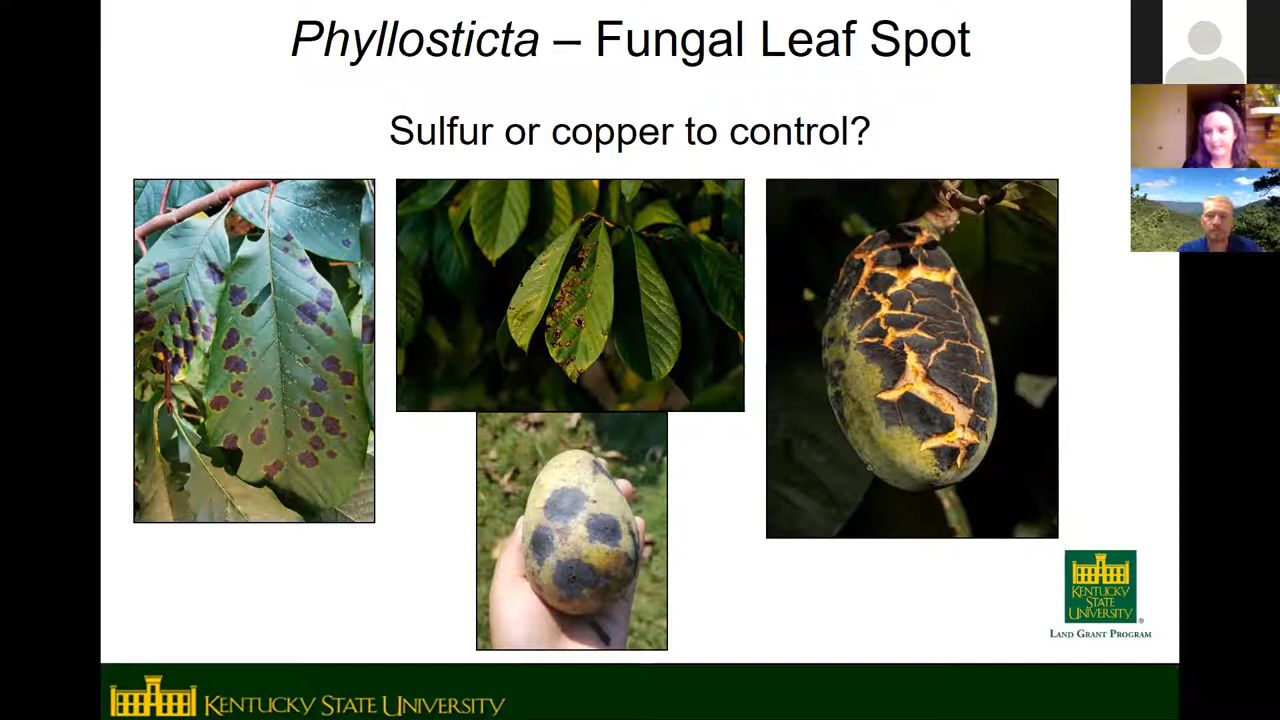 Phyllosticta – Fungal Leaf Spot
Sulfur or copper to control?
KENTUCKY
STATE
UNIVERSITY
®
LAND GRANT PROGRAM
KENTUCKY STATE UNIVERSITY